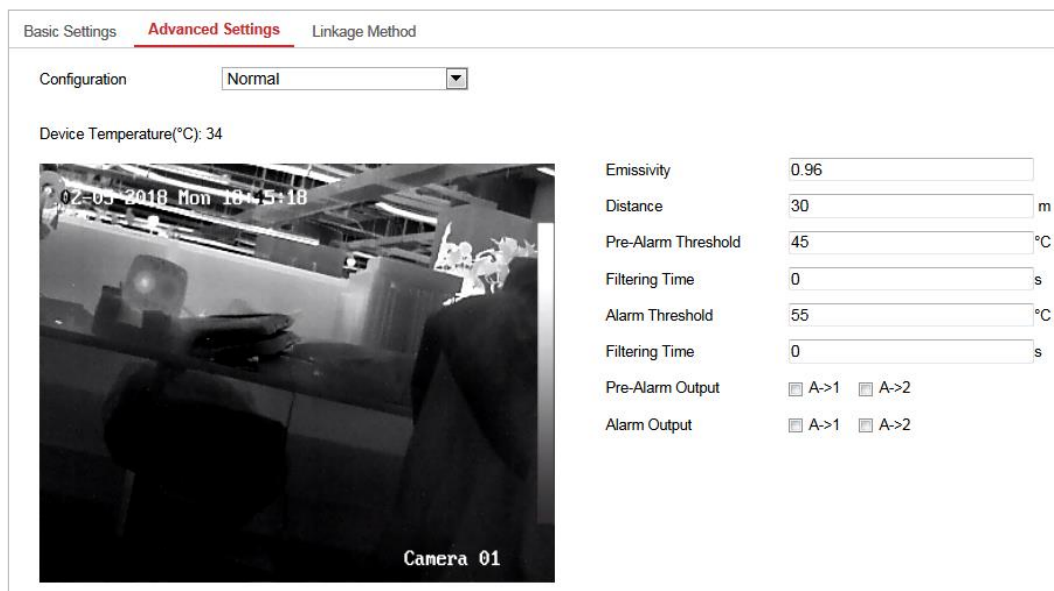 Basic Settings Advanced Settings Linkage Method
Configuration Normal
Device Temperature(°C): 34
2018 Mon
Camera 01
Emissivity 0.96
Distance 30 m
Pre-Alarm Threshold 45 °C
Filtering Time 0 s
Alarm Threshold 55 °C
Filtering Time 0 s
Pre-Alarm Output A->1 A->2
Alarm Output A->1 A->2